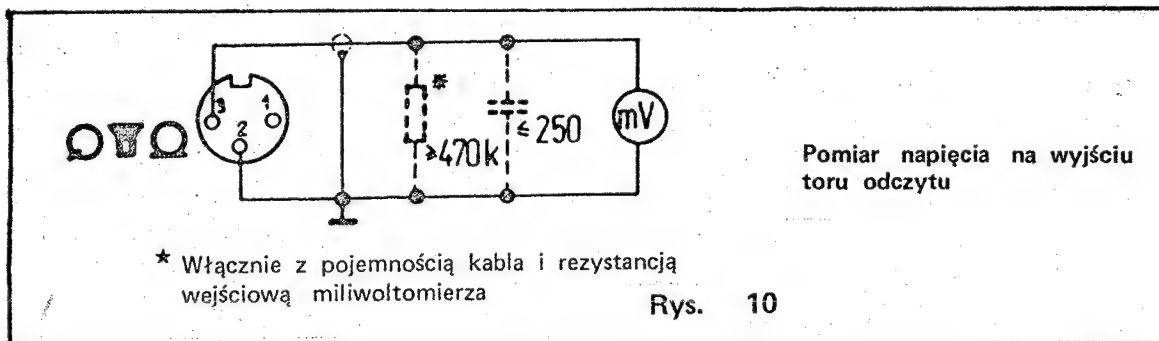 3 1
2
*
≥470k
≤ 250
mV
Pomiar napięcia na wyjściu
toru odczytu
* Włącznie z pojemnością kabla i rezystancją
wejściową miliwoltomierza
Rys. 10